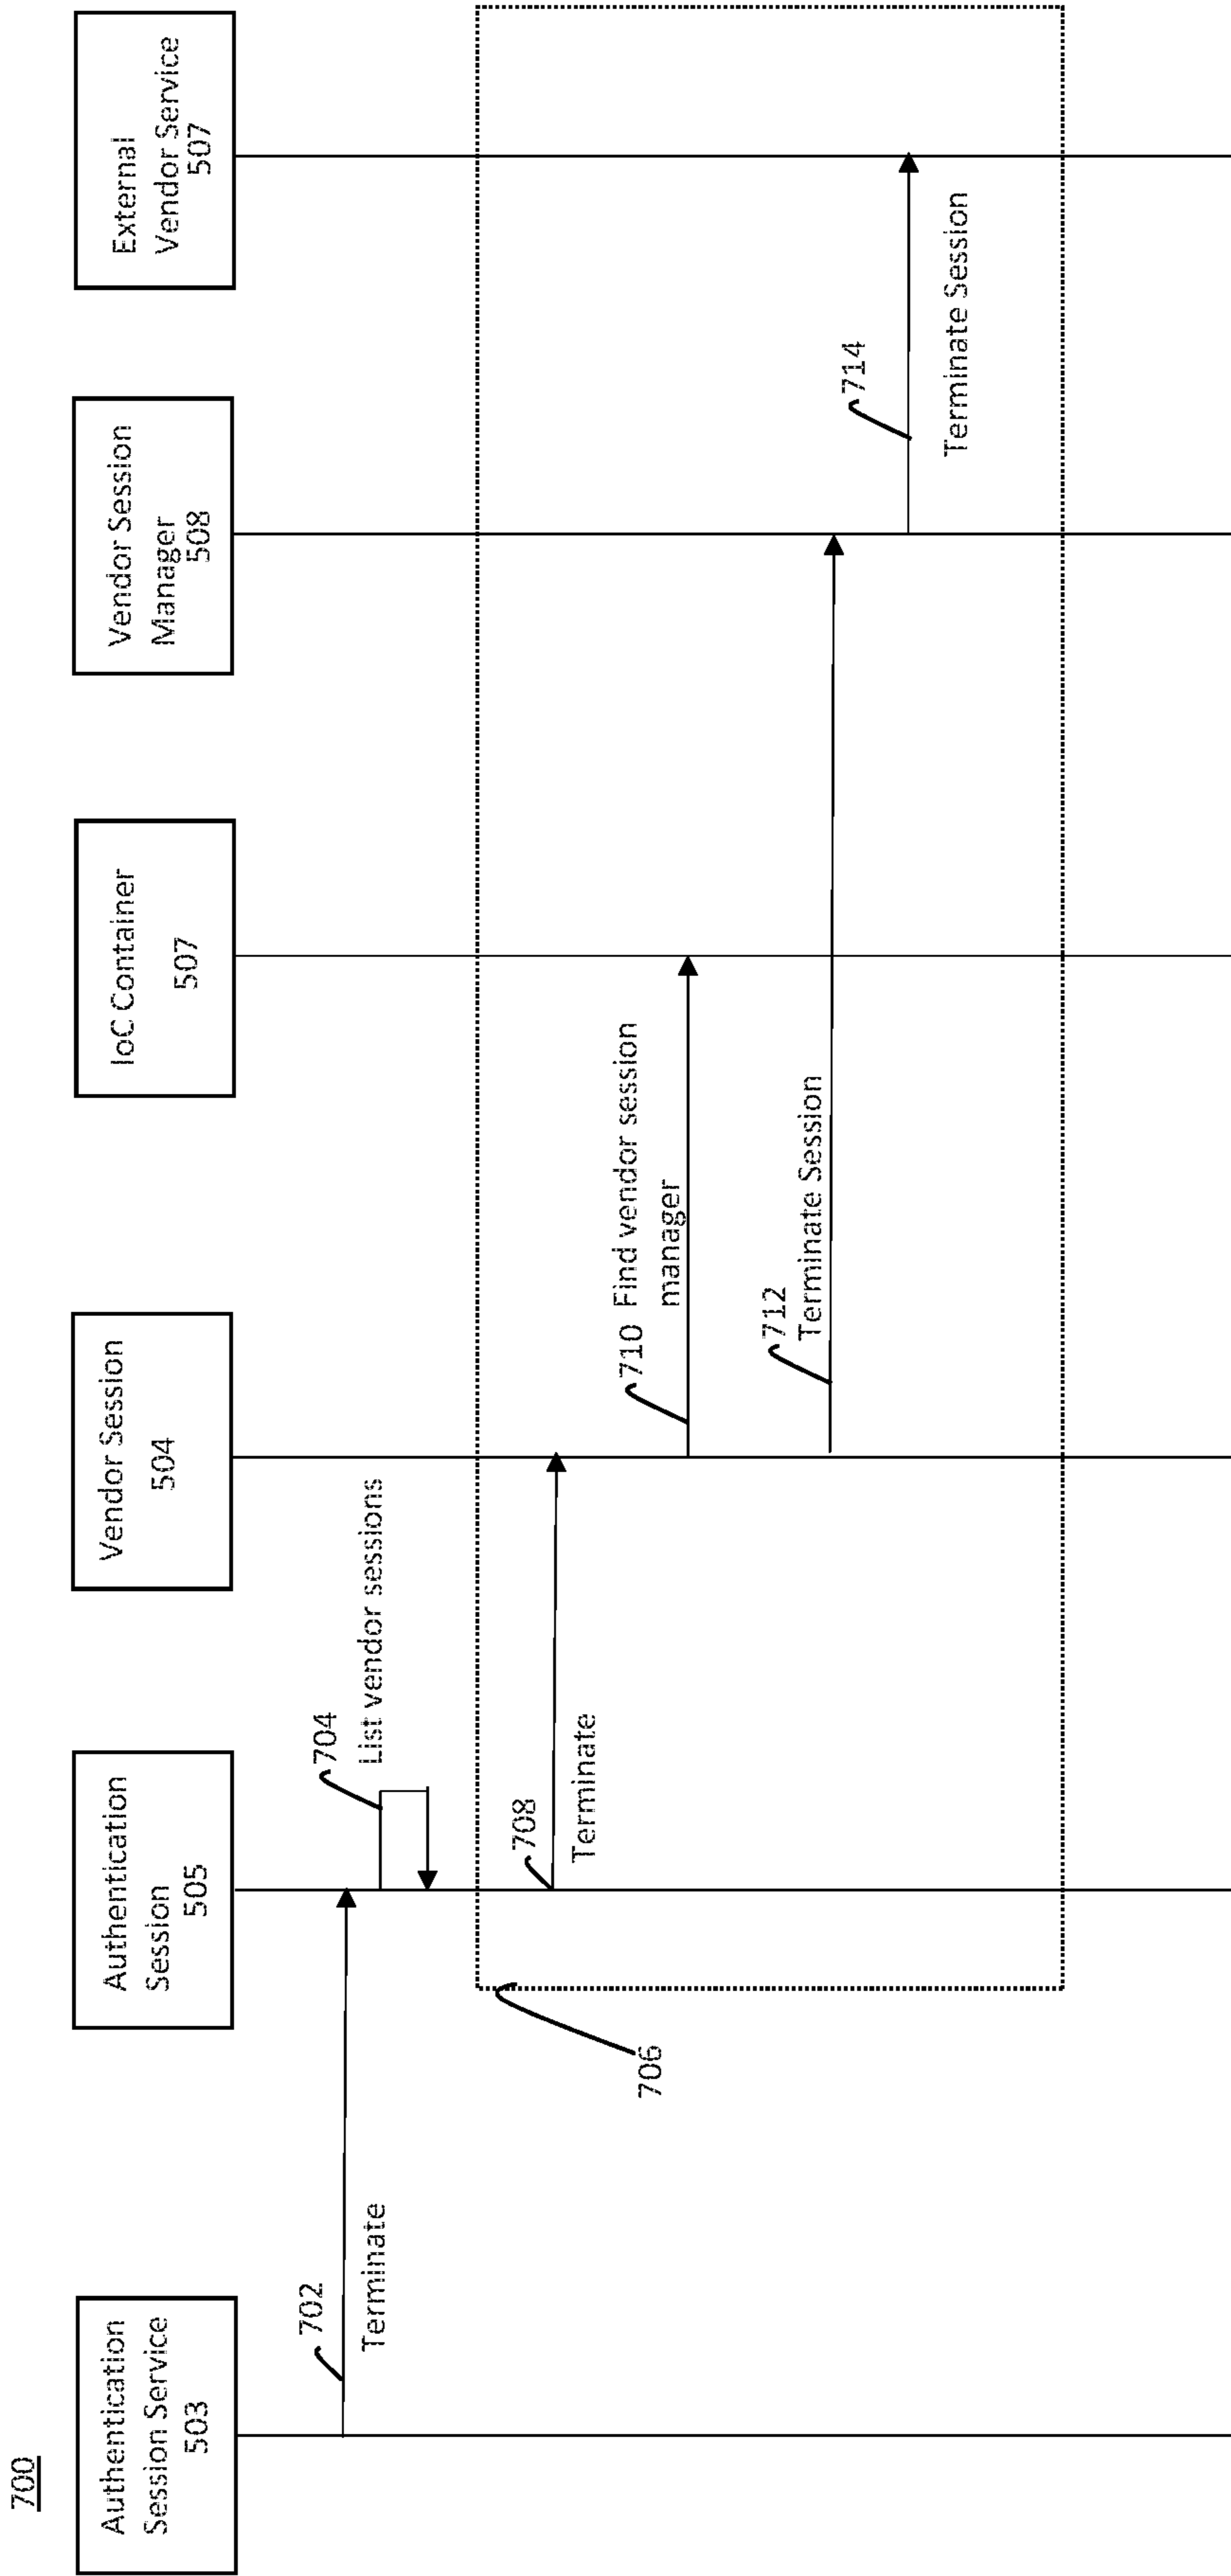 700
Authentication
Session Service
503
Authentication
Session
505
Vendor Session
504
IoC Container
507
Vendor Session
Manager
508
External
Vendor Service
507
702
Terminate
704
List vendor sessions
706
708
Terminate
710 Find vendor session
manager
712
Terminate Session
714
Terminate Session